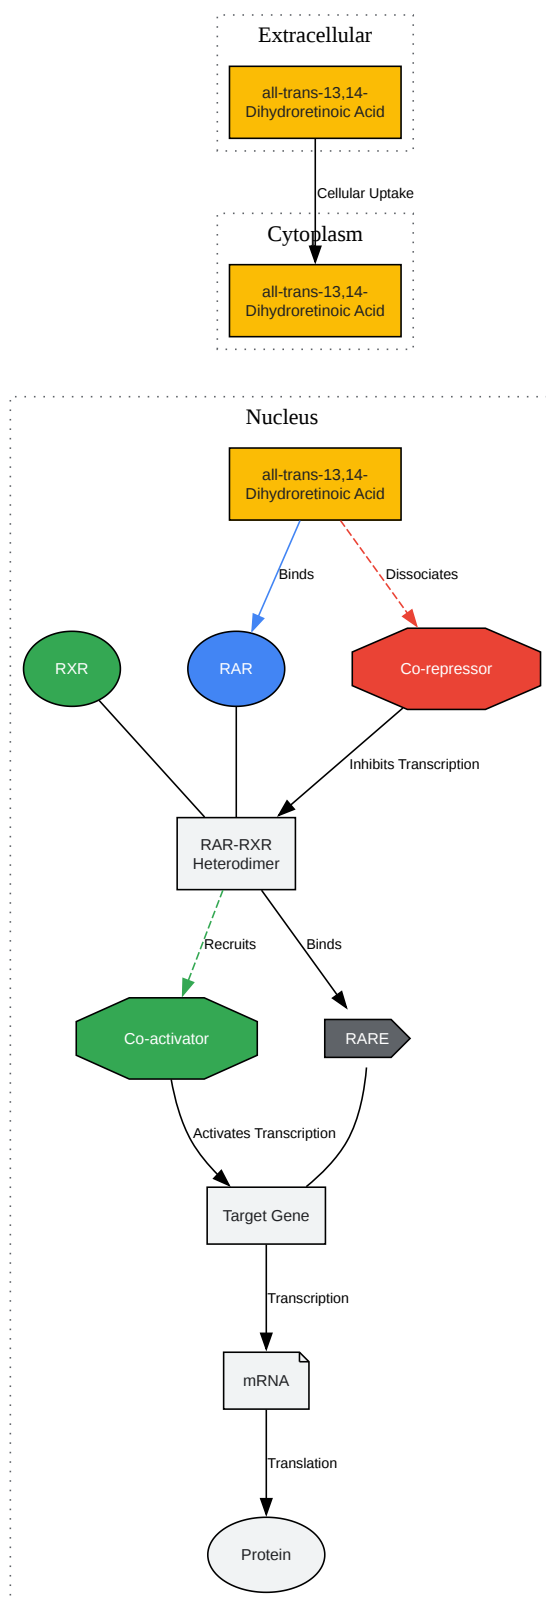 Extracellular
all-trans-13,14-
Dihydroretinoic Acid
Cellular Uptake
Cytoplasm
all-trans-13,14-
Dihydroretinoic Acid
Nucleus
all-trans-13,14-
Dihydroretinoic Acid
Binds
Dissociates
RXR
RAR
Co-repressor
Inhibits Transcription
RAR-RXR
Heterodimer
Recruits
Binds
Co-activator
RARE
Activates Transcription
Target Gene
Transcription
mRNA
Translation
Protein